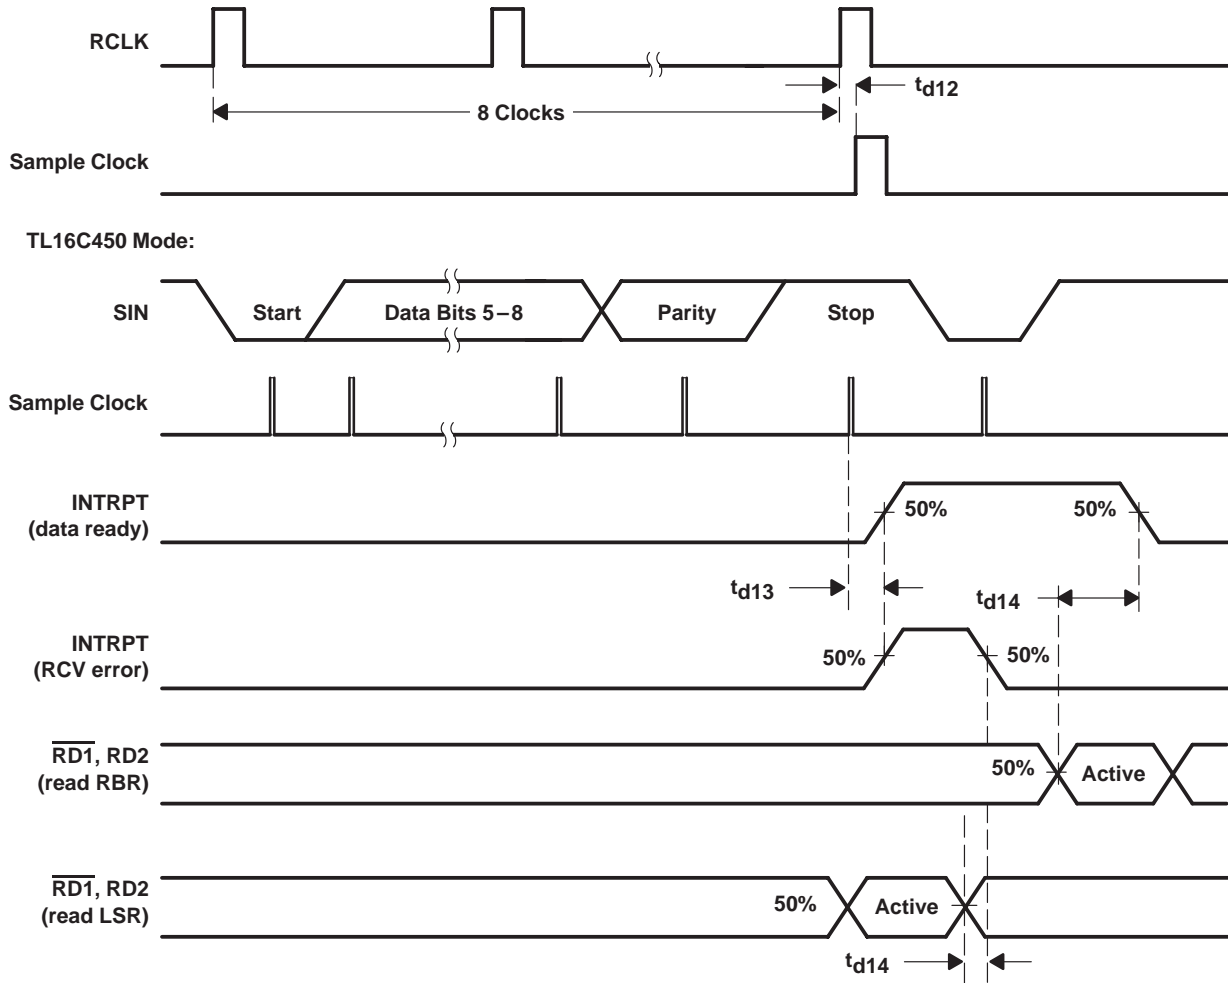 RCLK
td12
8 Clocks
Sample Clock
TL16C450 Mode:
SIN
Start
Data Bits 5–8
Parity
Stop
Sample Clock
INTRPT
(data ready)
50%
50%
td13
td14
INTRPT
(RCV error)
50%
50%
RD1, RD2
(read RBR)
50%
Active
RD1, RD2
(read LSR)
50%
Active
td14